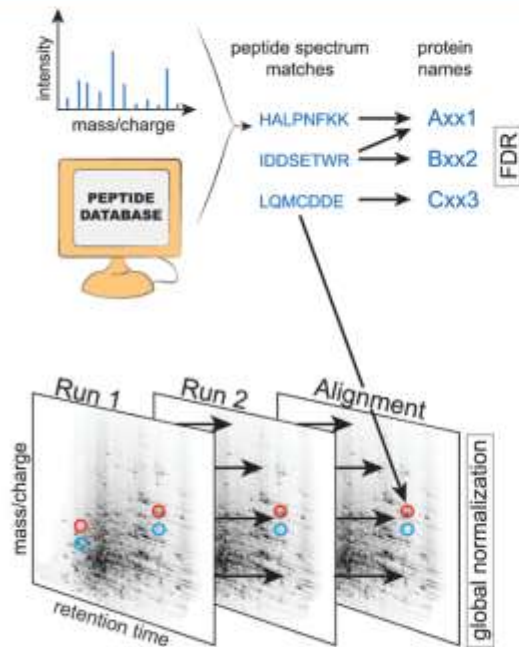 intensity
mass/charge
PEPTIDE
DATABASE
peptide spectrum
matches
protein
names
HALPNFKK
Axx1
IDDSETWR
Bxx2
LQMCDDE
Cxx3
FDR
Run 1
Run 2
Alignment
mass/charge
retention time
global normalization